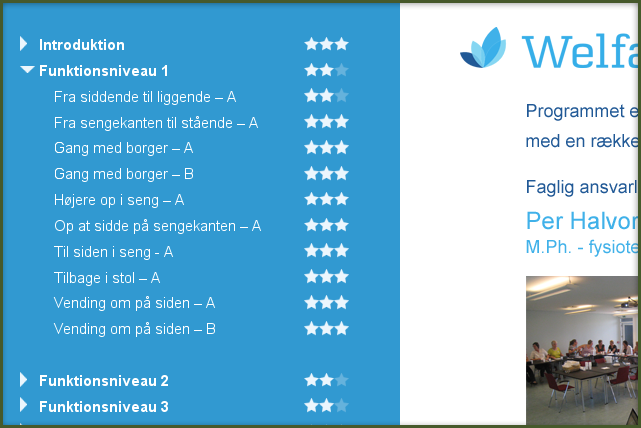 Introduktion
Funktionsniveau 1
Fra siddende til liggende – A
Fra sengekanten til stående – A
Gang med borger – A
Gang med borger – B
Højere op i seng – A
Op at sidde på sengekanten – A
Til siden i seng - A
Tilbage i stol – A
Vending om på siden – A
Vending om på siden – B
Funktionsniveau 2
Funktionsniveau 3
Welfa
Programmet e
med en række
Faglig ansvarl
Per Halvor
M.Ph. - fysiote